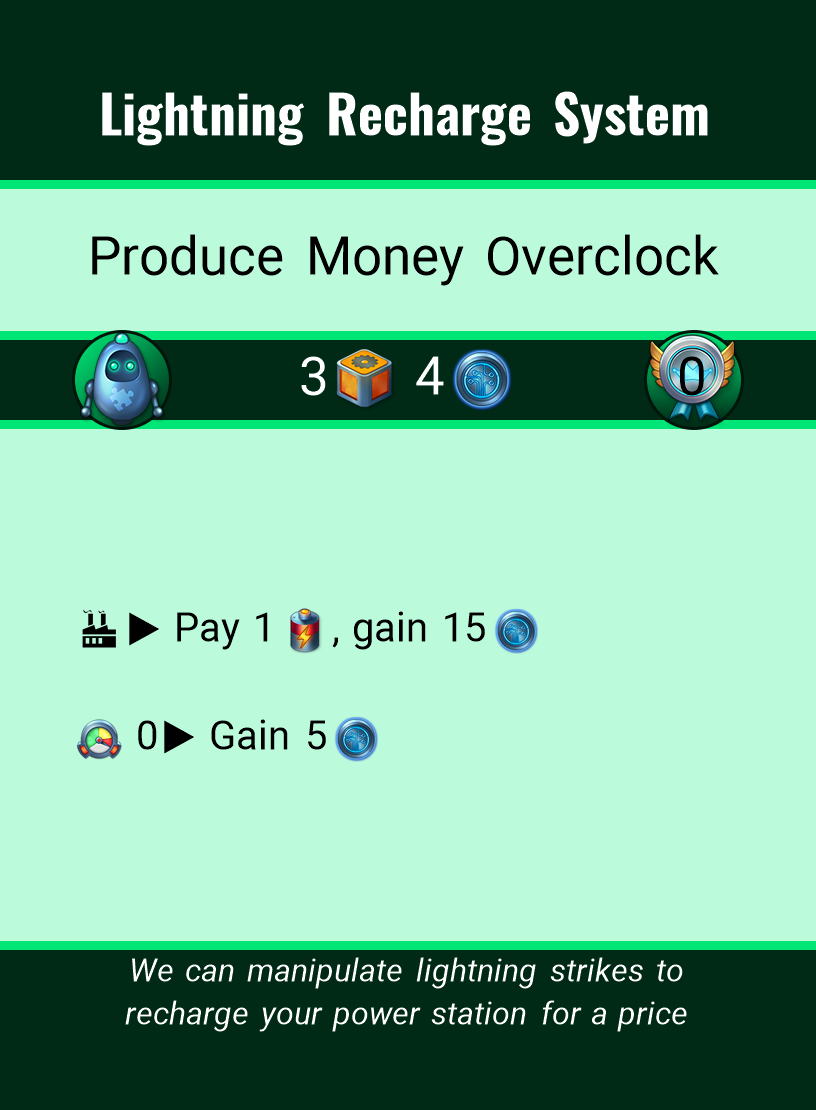 Lightning Recharge System
Produce Money Overclock
3 4 0
Pay 1 , gain 15
0 Gain 5
We can manipulate lightning strikes to
recharge your power station for a price